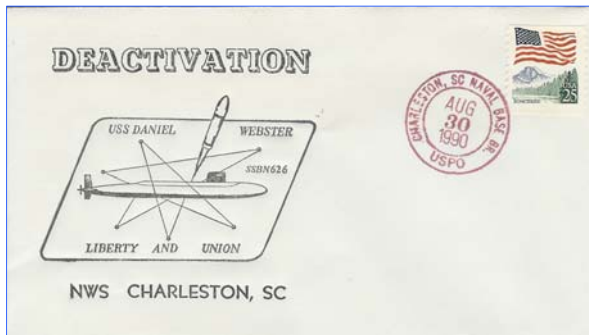 DEACTIVATION
USS DANIEL WEBSTER
SSBN626
LIBERTY AND UNION
NWS CHARLESTON, SC
CHARLESTON, SC NAVAL BASE BR.
AUG
30
1990
USPO
USA
25